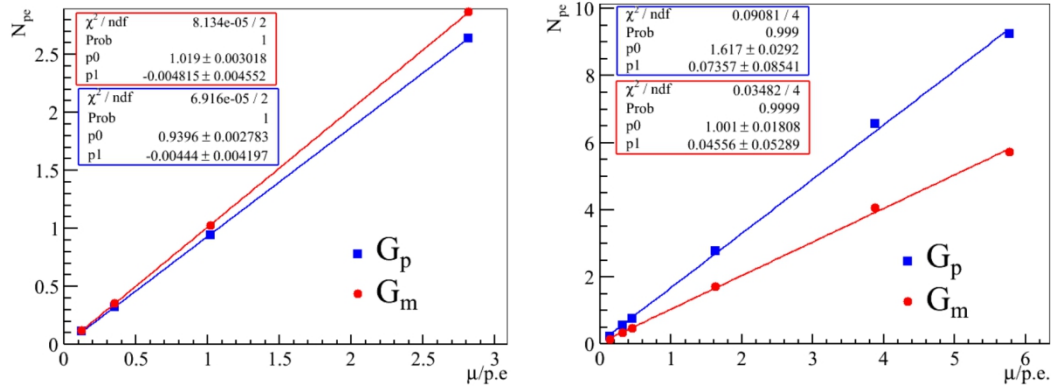 N_pe
χ² / ndf 8.134e-05 / 2
Prob 1
p0 1.019 ± 0.003018
p1 -0.004815 ± 0.004552
χ² / ndf 6.916e-05 / 2
Prob 1
p0 0.9396 ± 0.002783
p1 -0.00444 ± 0.004197
2.5
2
1.5
1
0.5
0
G_p
G_m
0 0.5 1 1.5 2 2.5 3
μ/p.e
N_pe
χ² / ndf 0.09081 / 4
Prob 0.999
p0 1.617 ± 0.0292
p1 0.07357 ± 0.08541
χ² / ndf 0.03482 / 4
Prob 0.9999
p0 1.001 ± 0.01808
p1 0.04556 ± 0.05289
10
8
6
4
2
0
G_p
G_m
0 1 2 3 4 5 6
μ/p.e.